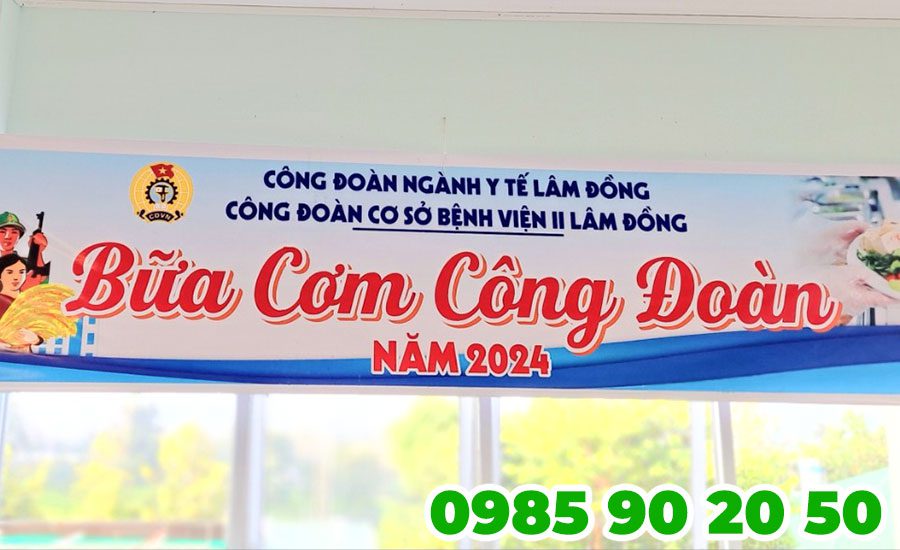 CÔNG ĐOÀN NGÀNH Y TẾ LÂM ĐỒNG
CÔNG ĐOÀN CƠ SỞ BỆNH VIỆN II LÂM ĐỒNG
CĐVN
Bữa Cơm Công Đoàn
NĂM 2024
0985 90 20 50